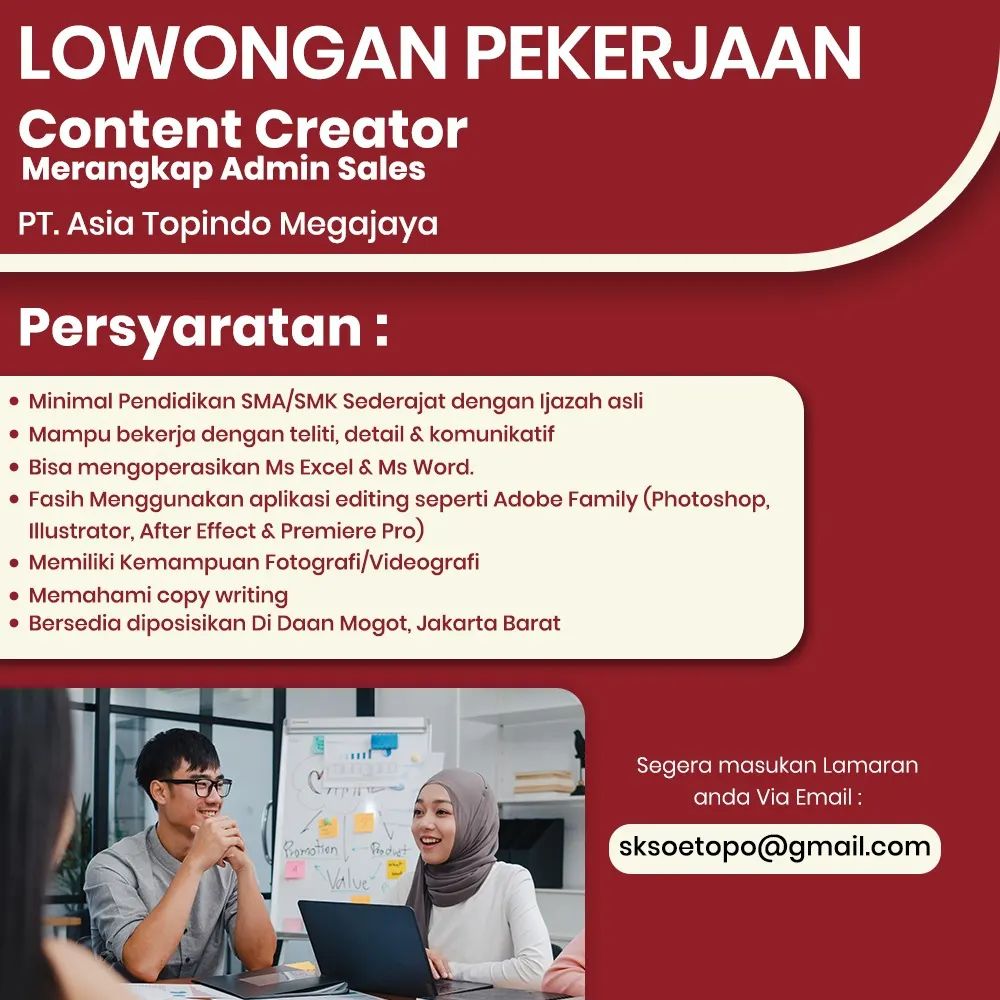 LOWONGAN PEKERJAAN
Content Creator
Merangkap Admin Sales
PT. Asia Topindo Megajaya
Persyaratan :
• Minimal Pendidikan SMA/SMK Sederajat dengan Ijazah asli
• Mampu bekerja dengan teliti, detail & komunikatif
• Bisa mengoperasikan Ms Excel & Ms Word.
• Fasih Menggunakan aplikasi editing seperti Adobe Family (Photoshop,
Illustrator, After Effect & Premiere Pro)
• Memiliki Kemampuan Fotografi/Videografi
• Memahami copy writing
• Bersedia diposisikan Di Daan Mogot, Jakarta Barat
Promotion
Product
Value
Segera masukan Lamaran
anda Via Email :
sksoetopo@gmail.com